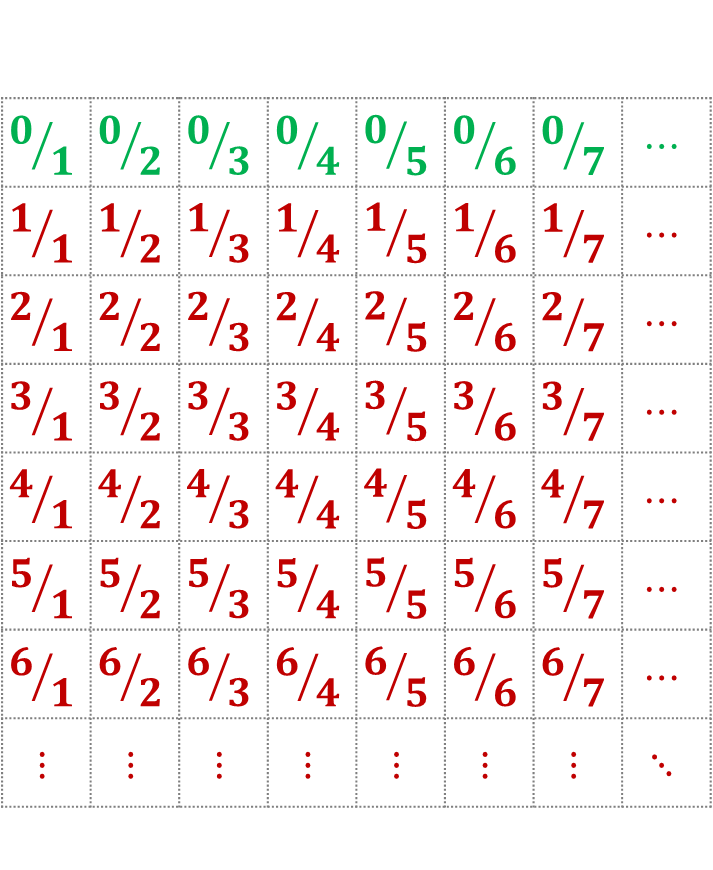 0/1 0/2 0/3 0/4 0/5 0/6 0/7 ⋯
1/1 1/2 1/3 1/4 1/5 1/6 1/7 ⋯
2/1 2/2 2/3 2/4 2/5 2/6 2/7 ⋯
3/1 3/2 3/3 3/4 3/5 3/6 3/7 ⋯
4/1 4/2 4/3 4/4 4/5 4/6 4/7 ⋯
5/1 5/2 5/3 5/4 5/5 5/6 5/7 ⋯
6/1 6/2 6/3 6/4 6/5 6/6 6/7 ⋯
⋮ ⋮ ⋮ ⋮ ⋮ ⋮ ⋮ ⋱